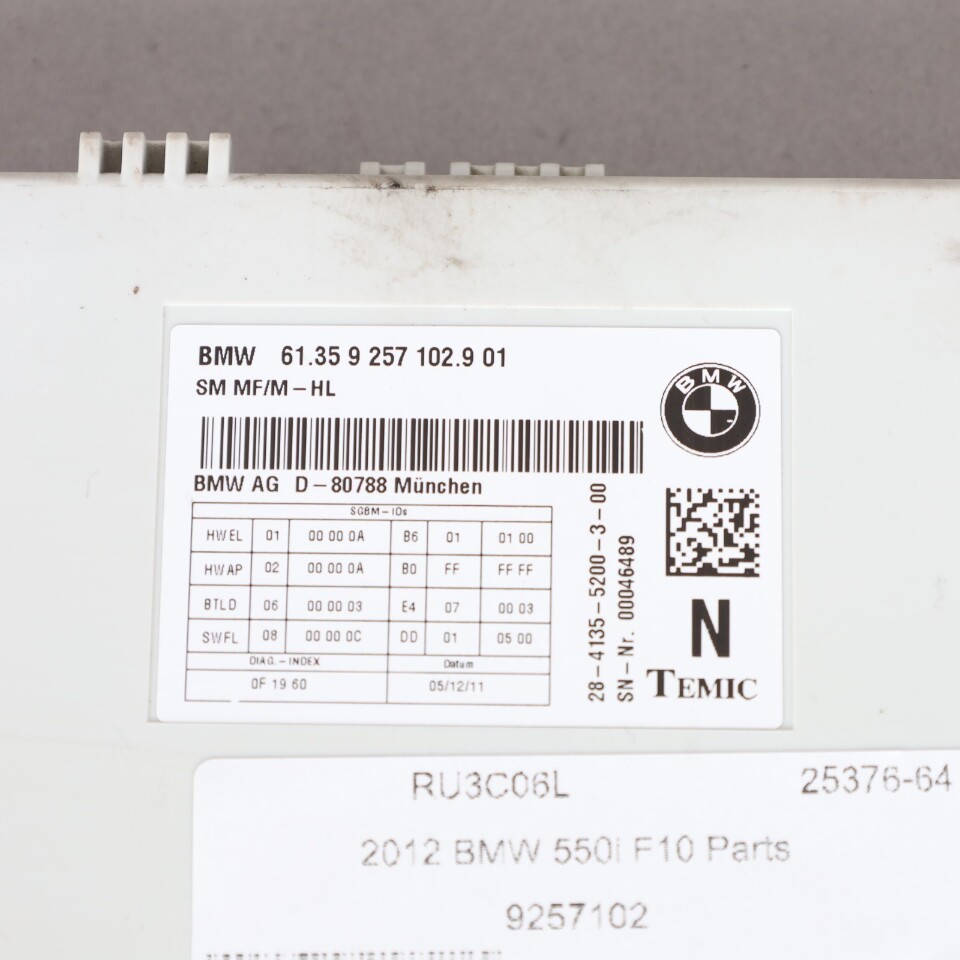 BMW 61.35 9 257 102.9 01
SM MF/M-HL
BMW
BMW AG D-80788 München
SGBM-IDs
HWEL 01 00 00 0A B6 01 01 00
HWAP 02 00 00 0A B0 FF FF FF
BTLD 06 00 00 03 E4 07 00 03
SWFL 08 00 00 0C DD 01 05 00
DIAG.-INDEX Datum
0F 19 60 05/12/11
28-4135-5200-3-00
SN-Nr. 00046489
N
TEMIC
RU3C06L 25376-64
2012 BMW 550i F10 Parts
9257102